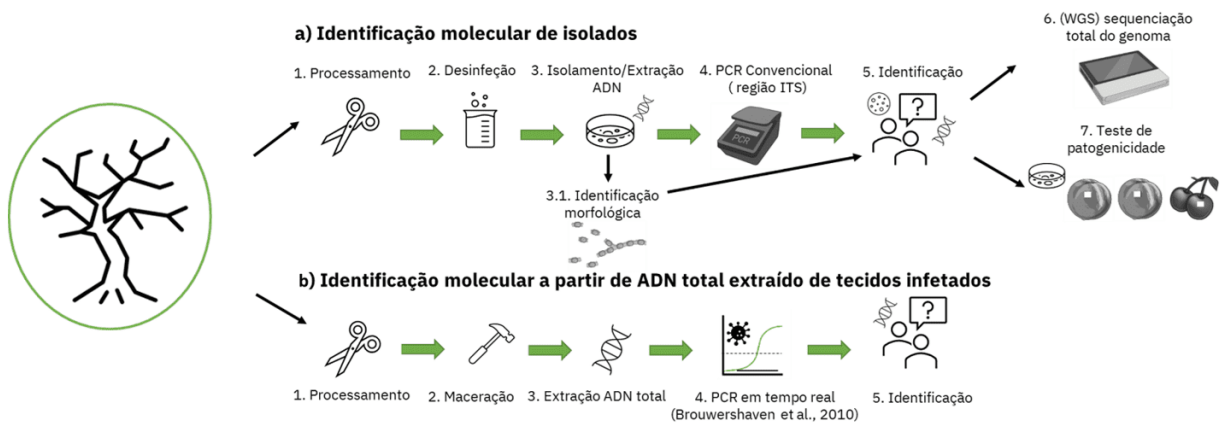 a) Identificação molecular de isolados
1. Processamento
2. Desinfeção
3. Isolamento/Extração
ADN
4. PCR Convencional
( região ITS)
PCR
5. Identificação
?
6. (WGS) sequenciação
total do genoma
7. Teste de
patogenicidade
3.1. Identificação
morfológica
b) Identificação molecular a partir de ADN total extraído de tecidos infetados
?
1. Processamento
2. Maceração
3. Extração ADN total
4. PCR em tempo real
(Brouwershaven et al., 2010)
5. Identificação